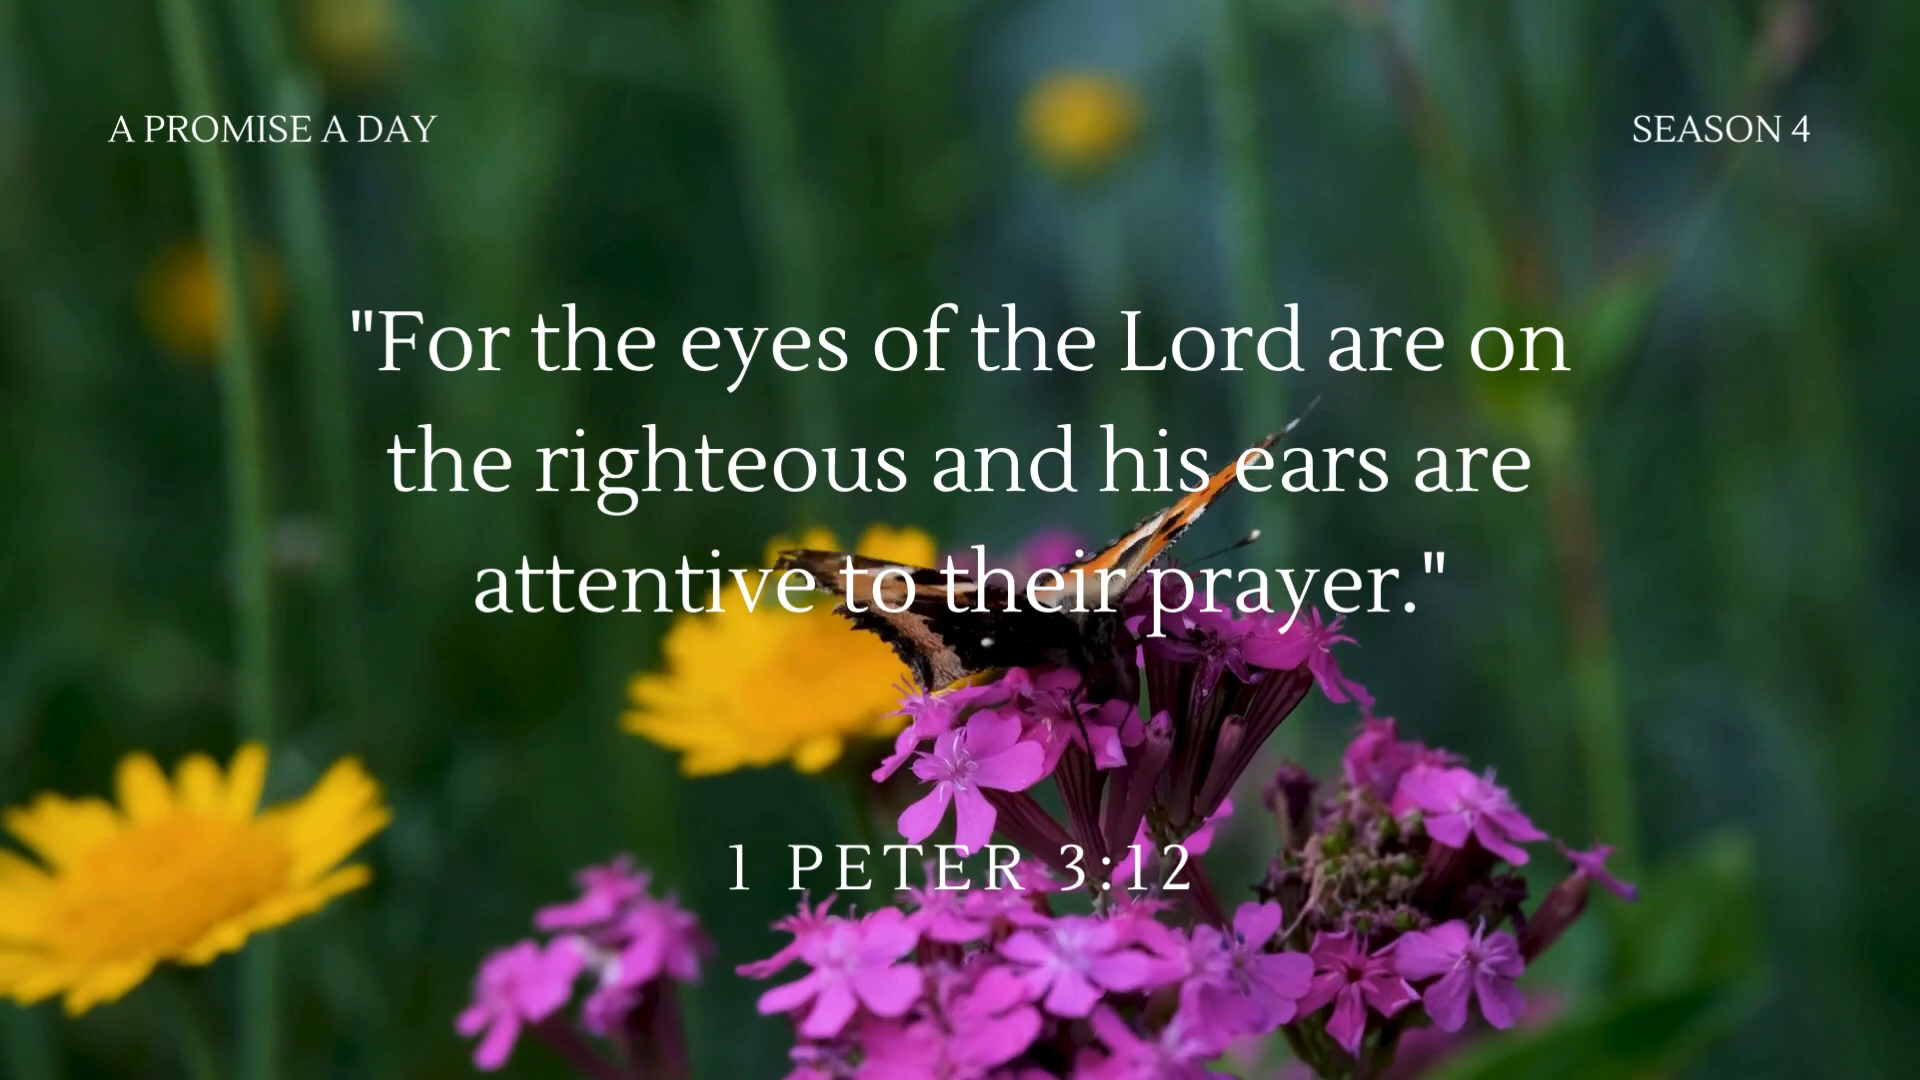 A PROMISE A DAY
SEASON 4
"For the eyes of the Lord are on
the righteous and his ears are
attentive to their prayer."
1 PETER 3:12